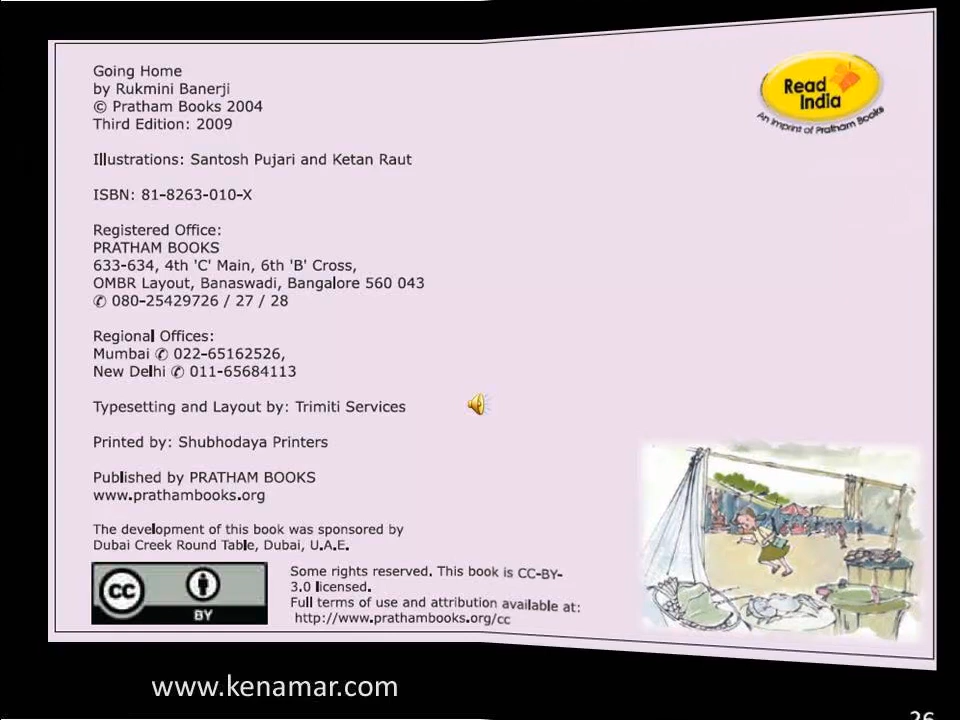 Going Home
by Rukmini Banerji
© Pratham Books 2004
Third Edition: 2009
Illustrations: Santosh Pujari and Ketan Raut
ISBN: 81-8263-010-X
Registered Office:
PRATHAM BOOKS
633-634, 4th 'C' Main, 6th 'B' Cross,
OMBR Layout, Banaswadi, Bangalore 560 043
✆ 080-25429726 / 27 / 28
Regional Offices:
Mumbai ✆ 022-65162526,
New Delhi ✆ 011-65684113
Typesetting and Layout by: Trimiti Services
Printed by: Shubhodaya Printers
Published by PRATHAM BOOKS
www.prathambooks.org
The development of this book was sponsored by
Dubai Creek Round Table, Dubai, U.A.E.
CC
BY
Some rights reserved. This book is CC-BY-
3.0 licensed.
Full terms of use and attribution available at:
http://www.prathambooks.org/cc
Read
India
An Imprint of Pratham Books
www.kenamar.com
26